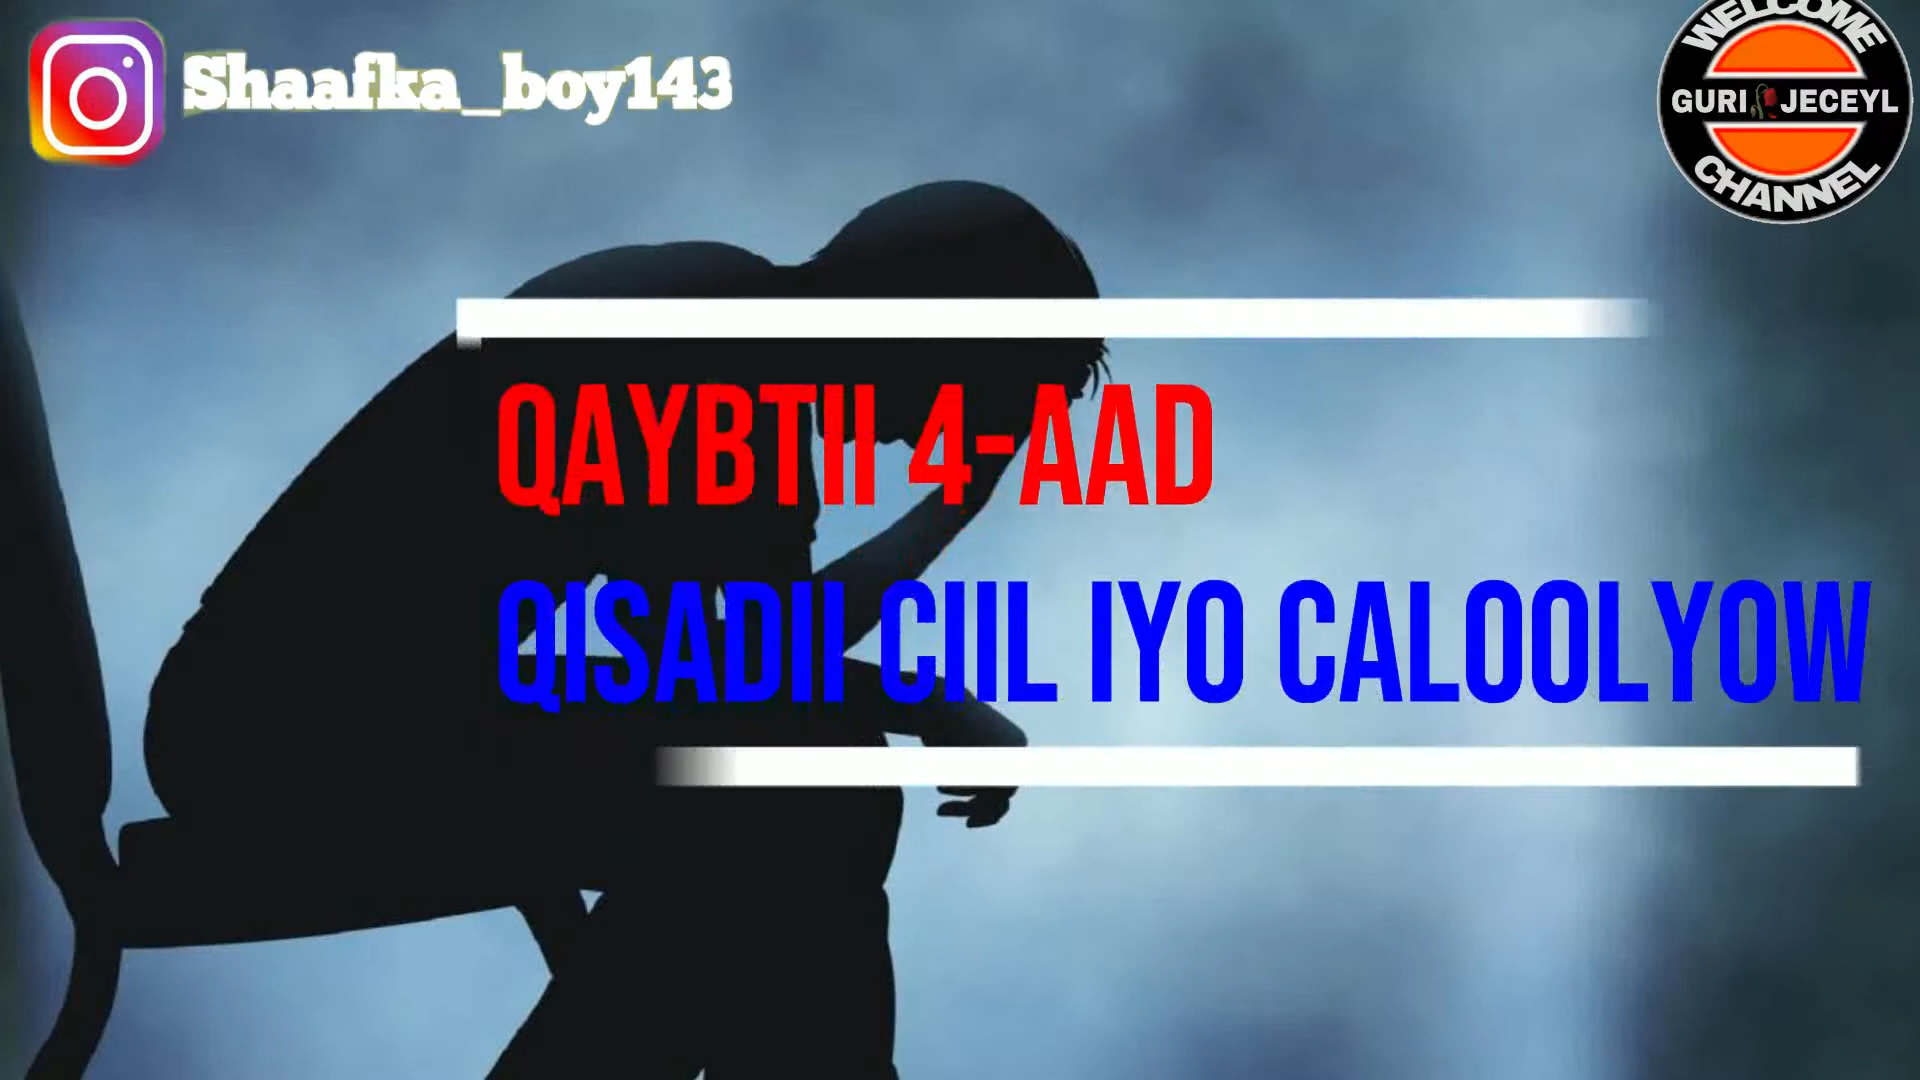 Shaafka_boy143
WELCOME
GURI JECEYL
CHANNEL
QAYBTII 4-AAD
QISADII CIIL IYO CALOOLYOW